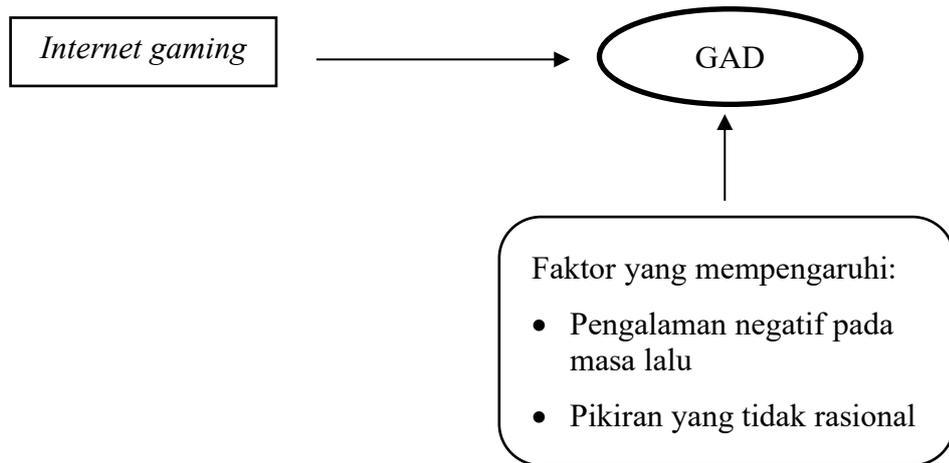 Internet gaming
GAD
Faktor yang mempengaruhi:
• Pengalaman negatif pada
masa lalu
• Pikiran yang tidak rasional